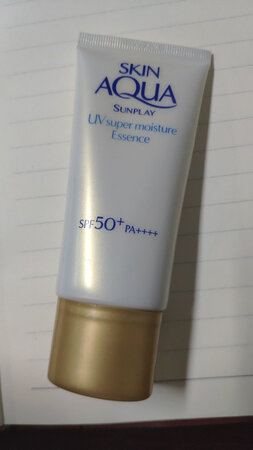 SKIN
AQUA
SUNPLAY
UV super moisture
Essence
SPF50+ PA++++